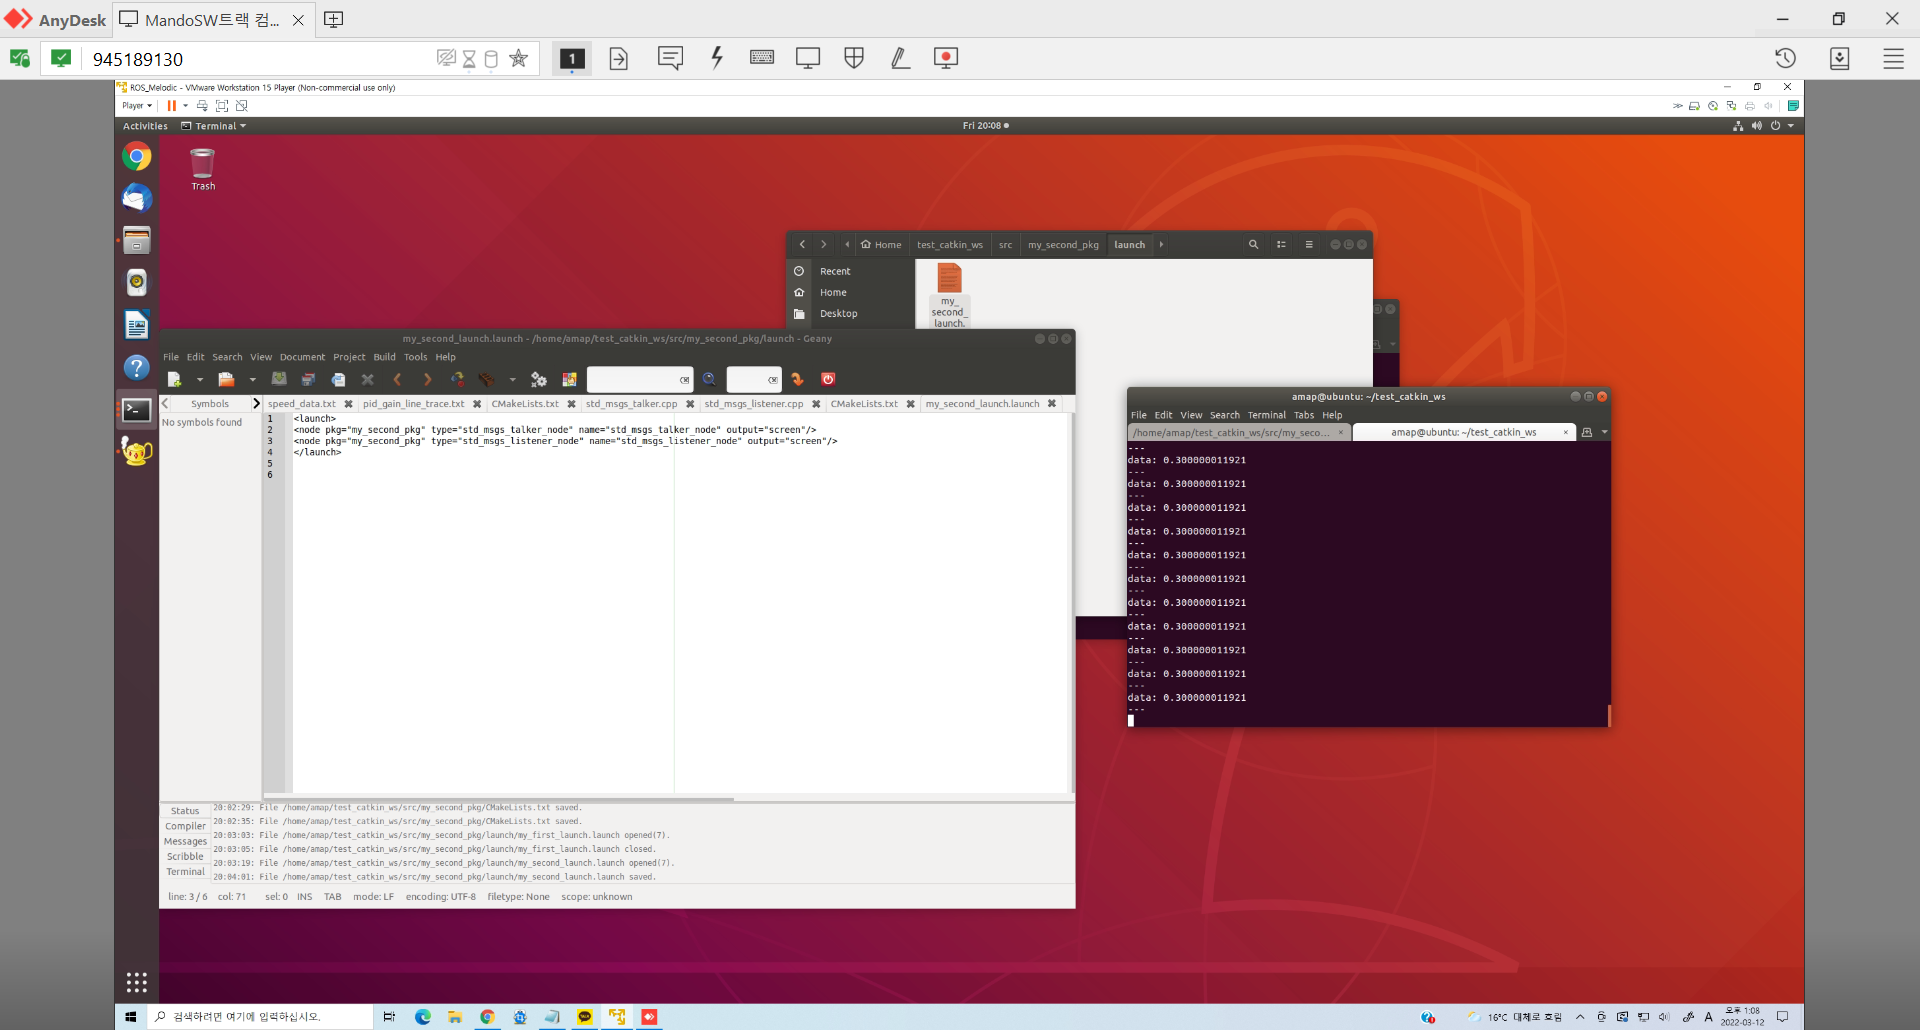 AnyDesk
MandoSW트랙 컴...
945189130
1
ROS_Melodic - VMware Workstation 15 Player (Non-commercial use only)
Player
Activities
Terminal
Fri 20:08
Trash
Home
test_catkin_ws
src
my_second_pkg
launch
Recent
Home
Desktop
my_
second_
launch.
my_second_launch.launch - /home/amap/test_catkin_ws/src/my_second_pkg/launch - Geany
File Edit Search View Document Project Build Tools Help
Symbols
speed_data.txt
pid_gain_line_trace.txt
CMakeLists.txt
std_msgs_talker.cpp
std_msgs_listener.cpp
CMakeLists.txt
my_second_launch.launch
No symbols found
1 <launch>
2 <node pkg="my_second_pkg" type="std_msgs_talker_node" name="std_msgs_talker_node" output="screen"/>
3 <node pkg="my_second_pkg" type="std_msgs_listener_node" name="std_msgs_listener_node" output="screen"/>
4 </launch>
5
6
Status
Compiler
Messages
Scribble
Terminal
20:02:29: File /home/amap/test_catkin_ws/src/my_second_pkg/CMakeLists.txt saved.
20:02:35: File /home/amap/test_catkin_ws/src/my_second_pkg/CMakeLists.txt saved.
20:03:03: File /home/amap/test_catkin_ws/src/my_second_pkg/launch/my_first_launch.launch opened(7).
20:03:05: File /home/amap/test_catkin_ws/src/my_second_pkg/launch/my_first_launch.launch closed.
20:03:19: File /home/amap/test_catkin_ws/src/my_second_pkg/launch/my_second_launch.launch opened(7).
20:04:01: File /home/amap/test_catkin_ws/src/my_second_pkg/launch/my_second_launch.launch saved.
line: 3 / 6 col: 71 sel: 0 INS TAB mode: LF encoding: UTF-8 filetype: None scope: unknown
amap@ubuntu: ~/test_catkin_ws
File Edit View Search Terminal Tabs Help
/home/amap/test_catkin_ws/src/my_seco...
amap@ubuntu: ~/test_catkin_ws
---
data: 0.300000011921
---
data: 0.300000011921
---
data: 0.300000011921
---
data: 0.300000011921
---
data: 0.300000011921
---
data: 0.300000011921
---
data: 0.300000011921
---
data: 0.300000011921
---
data: 0.300000011921
---
data: 0.300000011921
---
data: 0.300000011921
---
검색하려면 여기에 입력하십시오.
16°C 대체로 흐림
A
오후 1:08
2022-03-12